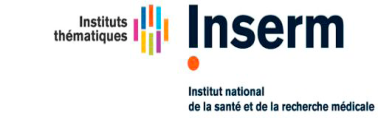 Instituts
thématiques
Inserm
Institut national
de la santé et de la recherche médicale